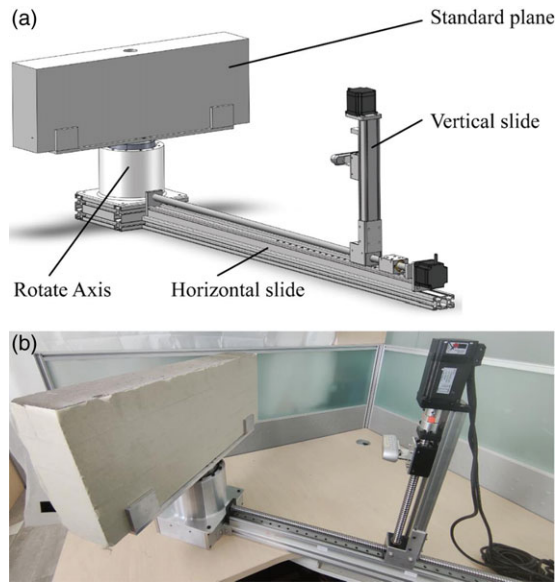 (a)
Standard plane
Vertical slide
Rotate Axis
Horizontal slide
(b)